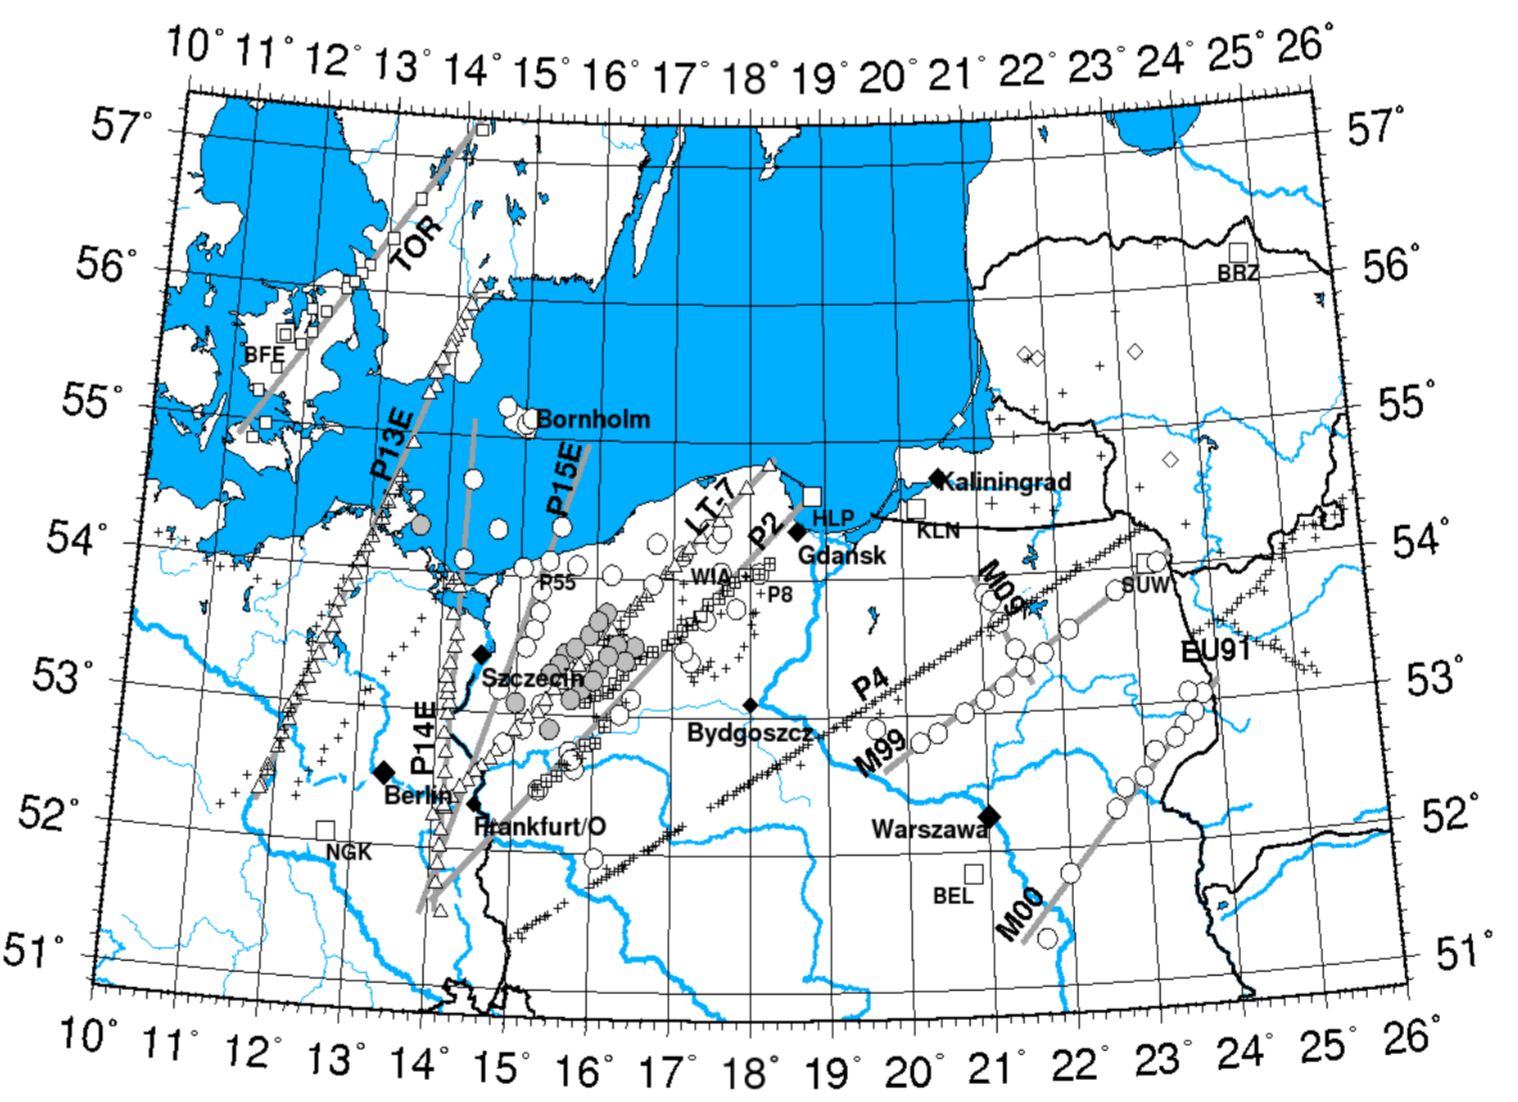 10° 11° 12° 13° 14° 15° 16° 17° 18° 19° 20° 21° 22° 23° 24° 25° 26°
57° 57°
TOR
56° 56°
BRZ
BFE
55° 55°
Bornholm
P13E
P15E
LT-7
Kaliningrad
HLP
KLN
P2
54° 54°
Gdańsk
P55
WIA
P8
M06
SUW
EU91
53° 53°
Szczecin
P4
P14E
Bydgoszcz
M99
Berlin
52° 52°
Frankfurt/O
Warszawa
NGK
BEL
M00
51° 51°
10° 11° 12° 13° 14° 15° 16° 17° 18° 19° 20° 21° 22° 23° 24° 25° 26°